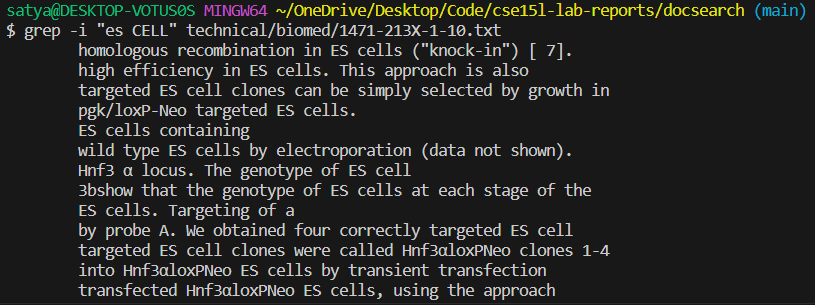 satya@DESKTOP-VOTUS0S MINGW64 ~/OneDrive/Desktop/Code/cse15l-lab-reports/docsearch (main)
$ grep -i "es CELL" technical/biomed/1471-213X-1-10.txt
homologous recombination in ES cells ("knock-in") [ 7].
high efficiency in ES cells. This approach is also
targeted ES cell clones can be simply selected by growth in
pgk/loxP-Neo targeted ES cells.
ES cells containing
wild type ES cells by electroporation (data not shown).
Hnf3 α locus. The genotype of ES cell
3bshow that the genotype of ES cells at each stage of the
ES cells. Targeting of a
by probe A. We obtained four correctly targeted ES cell
targeted ES cell clones were called Hnf3αloxPNeo clones 1-4
into Hnf3αloxPNeo ES cells by transient transfection
transfected Hnf3αloxPNeo ES cells, using the approach